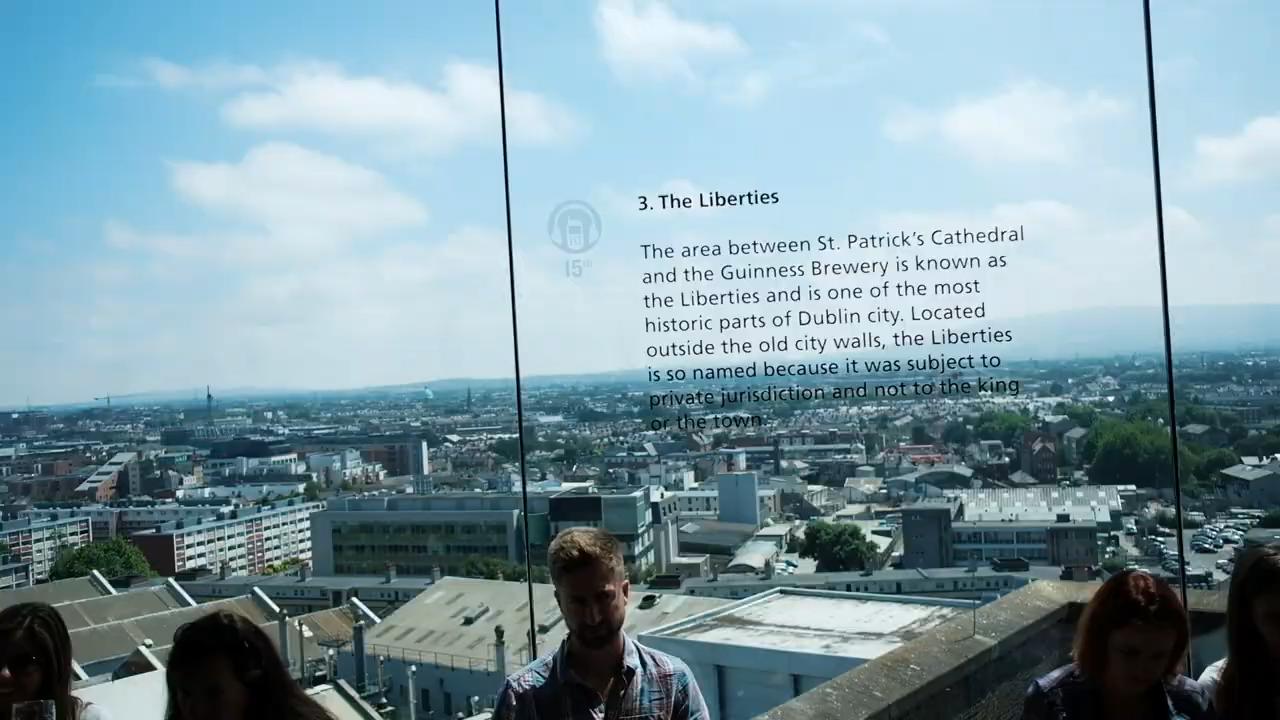 3. The Liberties
The area between St. Patrick's Cathedral
and the Guinness Brewery is known as
the Liberties and is one of the most
historic parts of Dublin city. Located
outside the old city walls, the Liberties
is so named because it was subject to
private jurisdiction and not to the king
or the town.
15th